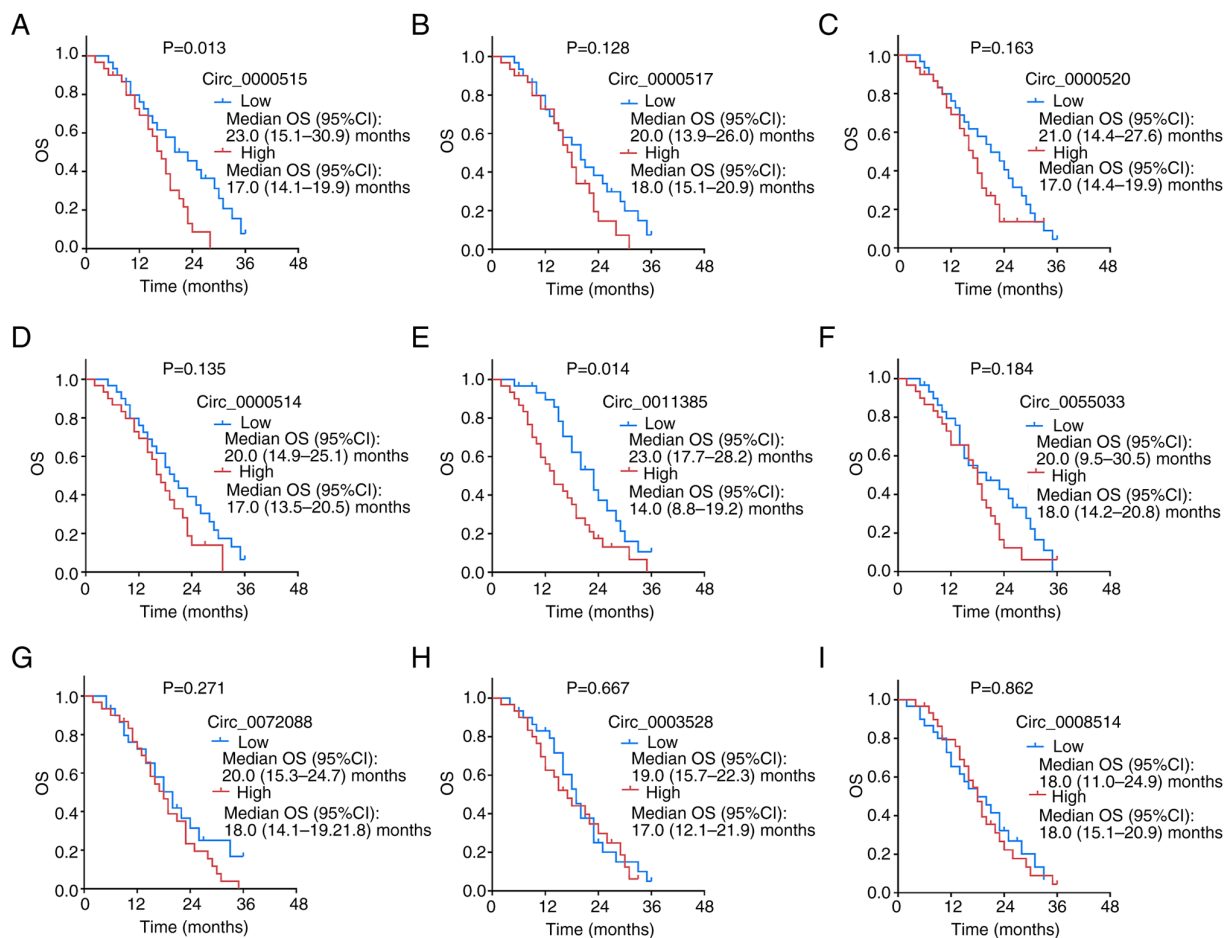 A
P=0.013
Circ_0000515
Low
Median OS (95%CI):
23.0 (15.1–30.9) months
High
Median OS (95%CI):
17.0 (14.1–19.9) months
OS
1.0
0.8
0.6
0.4
0.2
0.0
0 12 24 36 48
Time (months)
B
P=0.128
Circ_0000517
Low
Median OS (95%CI):
20.0 (13.9–26.0) months
High
Median OS (95%CI):
18.0 (15.1–20.9) months
OS
1.0
0.8
0.6
0.4
0.2
0.0
0 12 24 36 48
Time (months)
C
P=0.163
Circ_0000520
Low
Median OS (95%CI):
21.0 (14.4–27.6) months
High
Median OS (95%CI):
17.0 (14.4–19.9) months
OS
1.0
0.8
0.6
0.4
0.2
0.0
0 12 24 36 48
Time (months)
D
P=0.135
Circ_0000514
Low
Median OS (95%CI):
20.0 (14.9–25.1) months
High
Median OS (95%CI):
17.0 (13.5–20.5) months
OS
1.0
0.8
0.6
0.4
0.2
0.0
0 12 24 36 48
Time (months)
E
P=0.014
Circ_0011385
Low
Median OS (95%CI):
23.0 (17.7–28.2) months
High
Median OS (95%CI):
14.0 (8.8–19.2) months
OS
1.0
0.8
0.6
0.4
0.2
0.0
0 12 24 36 48
Time (months)
F
P=0.184
Circ_0055033
Low
Median OS (95%CI):
20.0 (9.5–30.5) months
High
Median OS (95%CI):
18.0 (14.2–20.8) months
OS
1.0
0.8
0.6
0.4
0.2
0.0
0 12 24 36 48
Time (months)
G
P=0.271
Circ_0072088
Low
Median OS (95%CI):
20.0 (15.3–24.7) months
High
Median OS (95%CI):
18.0 (14.1–19.21.8) months
OS
1.0
0.8
0.6
0.4
0.2
0.0
0 12 24 36 48
Time (months)
H
P=0.667
Circ_0003528
Low
Median OS (95%CI):
19.0 (15.7–22.3) months
High
Median OS (95%CI):
17.0 (12.1–21.9) months
OS
1.0
0.8
0.6
0.4
0.2
0.0
0 12 24 36 48
Time (months)
I
P=0.862
Circ_0008514
Low
Median OS (95%CI):
18.0 (11.0–24.9) months
High
Median OS (95%CI):
18.0 (15.1–20.9) months
OS
1.0
0.8
0.6
0.4
0.2
0.0
0 12 24 36 48
Time (months)